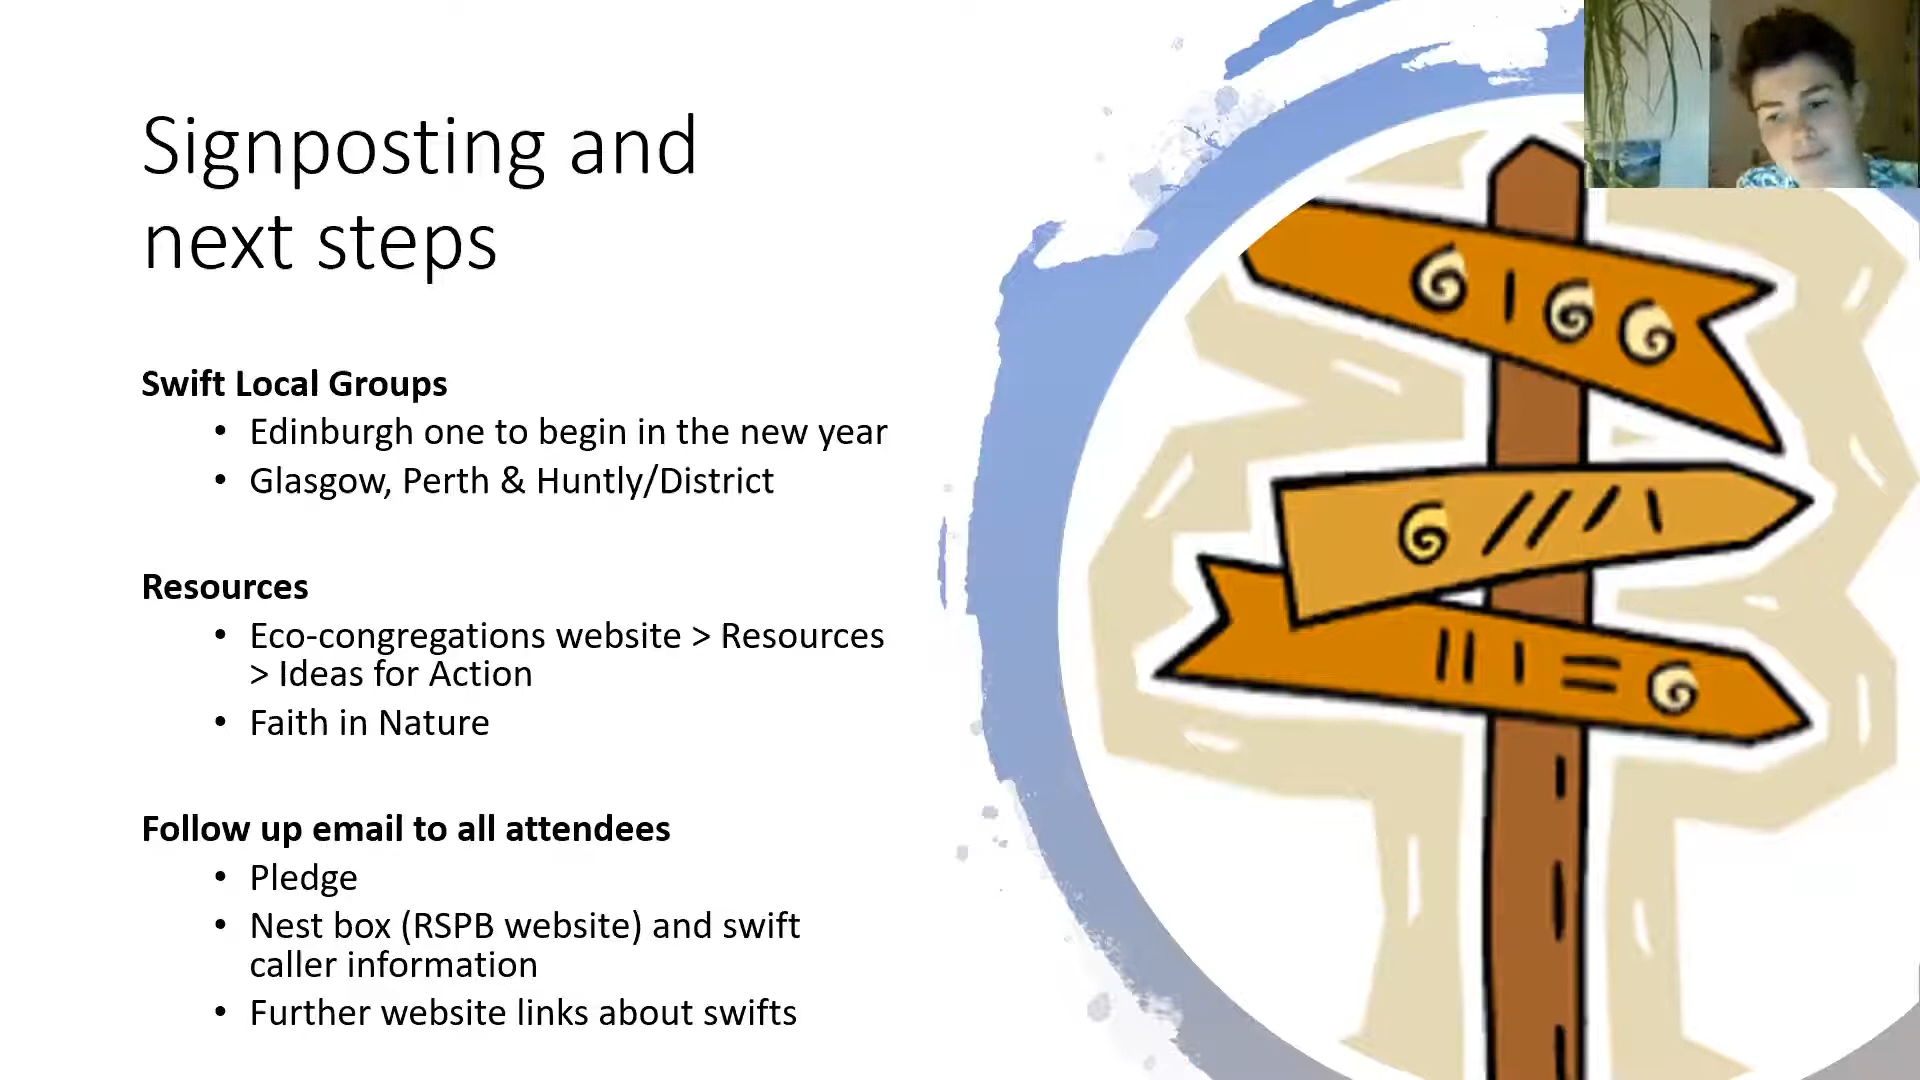 Signposting and
next steps
Swift Local Groups
• Edinburgh one to begin in the new year
• Glasgow, Perth & Huntly/District
Resources
• Eco-congregations website > Resources
> Ideas for Action
• Faith in Nature
Follow up email to all attendees
• Pledge
• Nest box (RSPB website) and swift
caller information
• Further website links about swifts